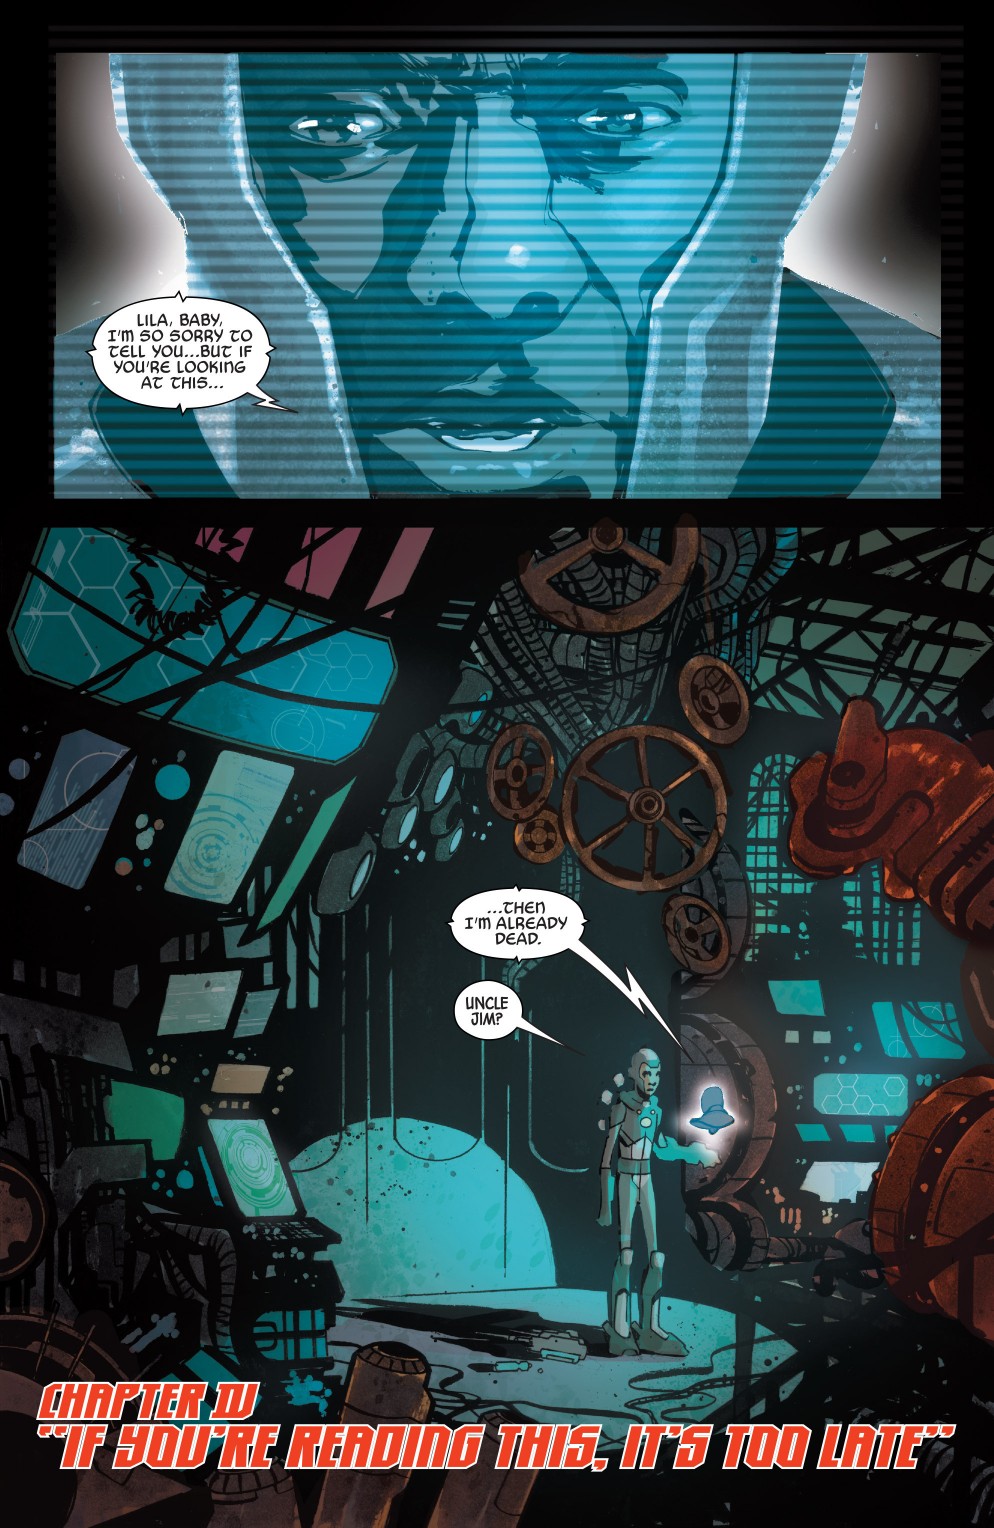 LILA, BABY,
I'M SO SORRY TO
TELL YOU...BUT IF
YOU'RE LOOKING
AT THIS...
...THEN
I'M ALREADY
DEAD.
UNCLE
JIM?
CHAPTER IV
"IF YOU'RE READING THIS, IT'S TOO LATE"